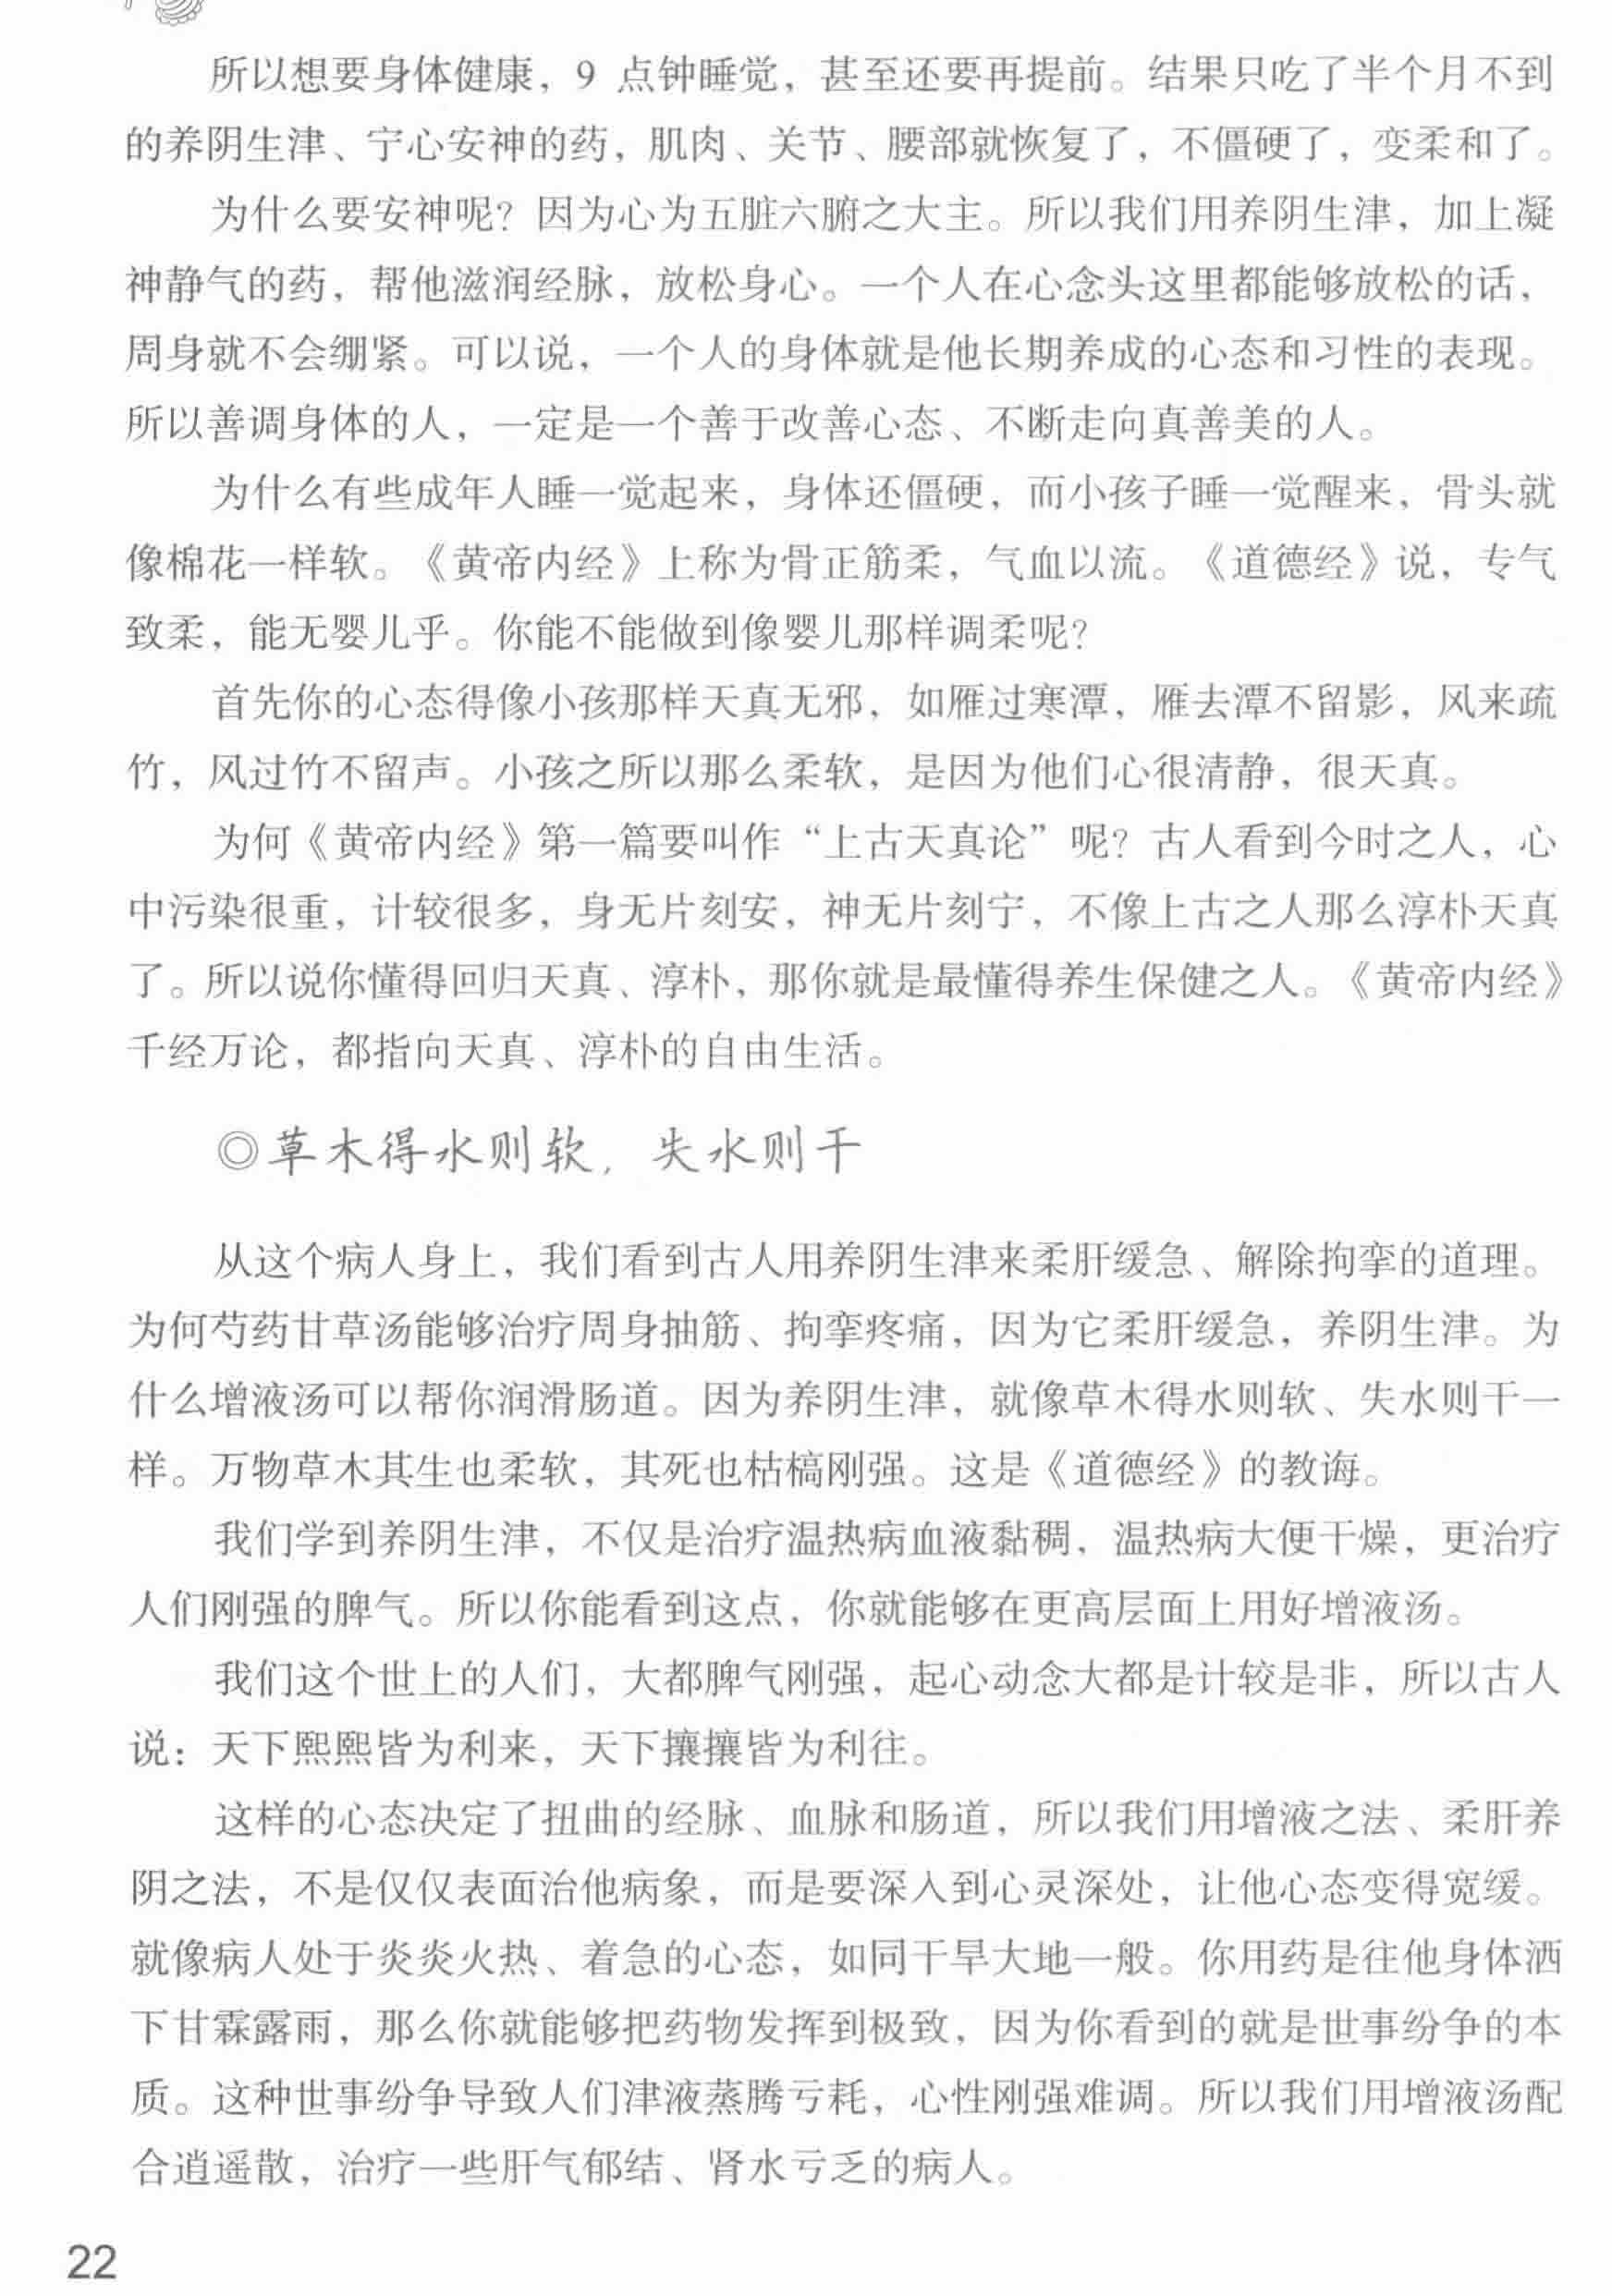 所以想要身体健康，9 点钟睡觉，甚至还要再提前。结果只吃了半个月不到
的养阴生津、宁心安神的药，肌肉、关节、腰部就恢复了，不僵硬了，变柔和了。
为什么要安神呢？因为心为五脏六腑之大主。所以我们用养阴生津，加上凝
神静气的药，帮他滋润经脉，放松身心。一个人在心念头这里都能够放松的话，
周身就不会绷紧。可以说，一个人的身体就是他长期养成的心态和习性的表现。
所以善调身体的人，一定是一个善于改善心态、不断走向真善美的人。
为什么有些成年人睡一觉起来，身体还僵硬，而小孩子睡一觉醒来，骨头就
像棉花一样软。《黄帝内经》上称为骨正筋柔，气血以流。《道德经》说，专气
致柔，能无婴儿乎。你能不能做到像婴儿那样调柔呢？
首先你的心态得像小孩那样天真无邪，如雁过寒潭，雁去潭不留影，风来疏
竹，风过竹不留声。小孩之所以那么柔软，是因为他们心很清静，很天真。
为何《黄帝内经》第一篇要叫作“上古天真论”呢？古人看到今时之人，心
中污染很重，计较很多，身无片刻安，神无片刻宁，不像上古之人那么淳朴天真
了。所以说你懂得回归天真、淳朴，那你就是最懂得养生保健之人。《黄帝内经》
千经万论，都指向天真、淳朴的自由生活。
◎草木得水则软，失水则干
从这个病人身上，我们看到古人用养阴生津来柔肝缓急、解除拘挛的道理。
为何芍药甘草汤能够治疗周身抽筋、拘挛疼痛，因为它柔肝缓急，养阴生津。为
什么增液汤可以帮你润滑肠道。因为养阴生津，就像草木得水则软、失水则干一
样。万物草木其生也柔软，其死也枯槁刚强。这是《道德经》的教诲。
我们学到养阴生津，不仅是治疗温热病血液黏稠，温热病大便干燥，更治疗
人们刚强的脾气。所以你能看到这点，你就能够在更高层面上用好增液汤。
我们这个世上的人们，大都脾气刚强，起心动念大都是计较是非，所以古人
说：天下熙熙皆为利来，天下攘攘皆为利往。
这样的心态决定了扭曲的经脉、血脉和肠道，所以我们用增液之法、柔肝养
阴之法，不是仅仅表面治他病象，而是要深入到心灵深处，让他心态变得宽缓。
就像病人处于炎炎火热、着急的心态，如同干旱大地一般。你用药是往他身体洒
下甘霖露雨，那么你就能够把药物发挥到极致，因为你看到的就是世事纷争的本
质。这种世事纷争导致人们津液蒸腾亏耗，心性刚强难调。所以我们用增液汤配
合逍遥散，治疗一些肝气郁结、肾水亏乏的病人。
22